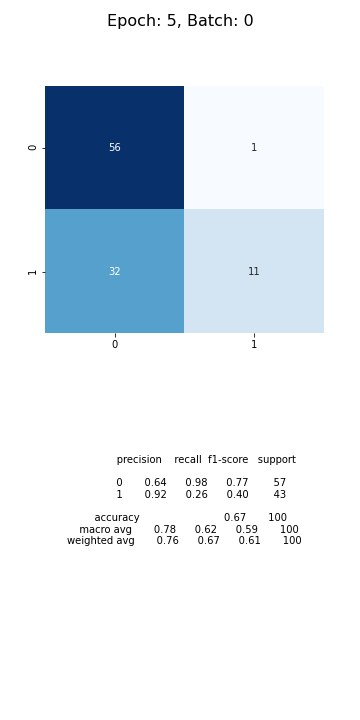 Epoch: 5, Batch: 0
0 56 1
1 32 11
0 1
precision recall f1-score support
0 0.64 0.98 0.77 57
1 0.92 0.26 0.40 43
accuracy 0.67 100
macro avg 0.78 0.62 0.59 100
weighted avg 0.76 0.67 0.61 100